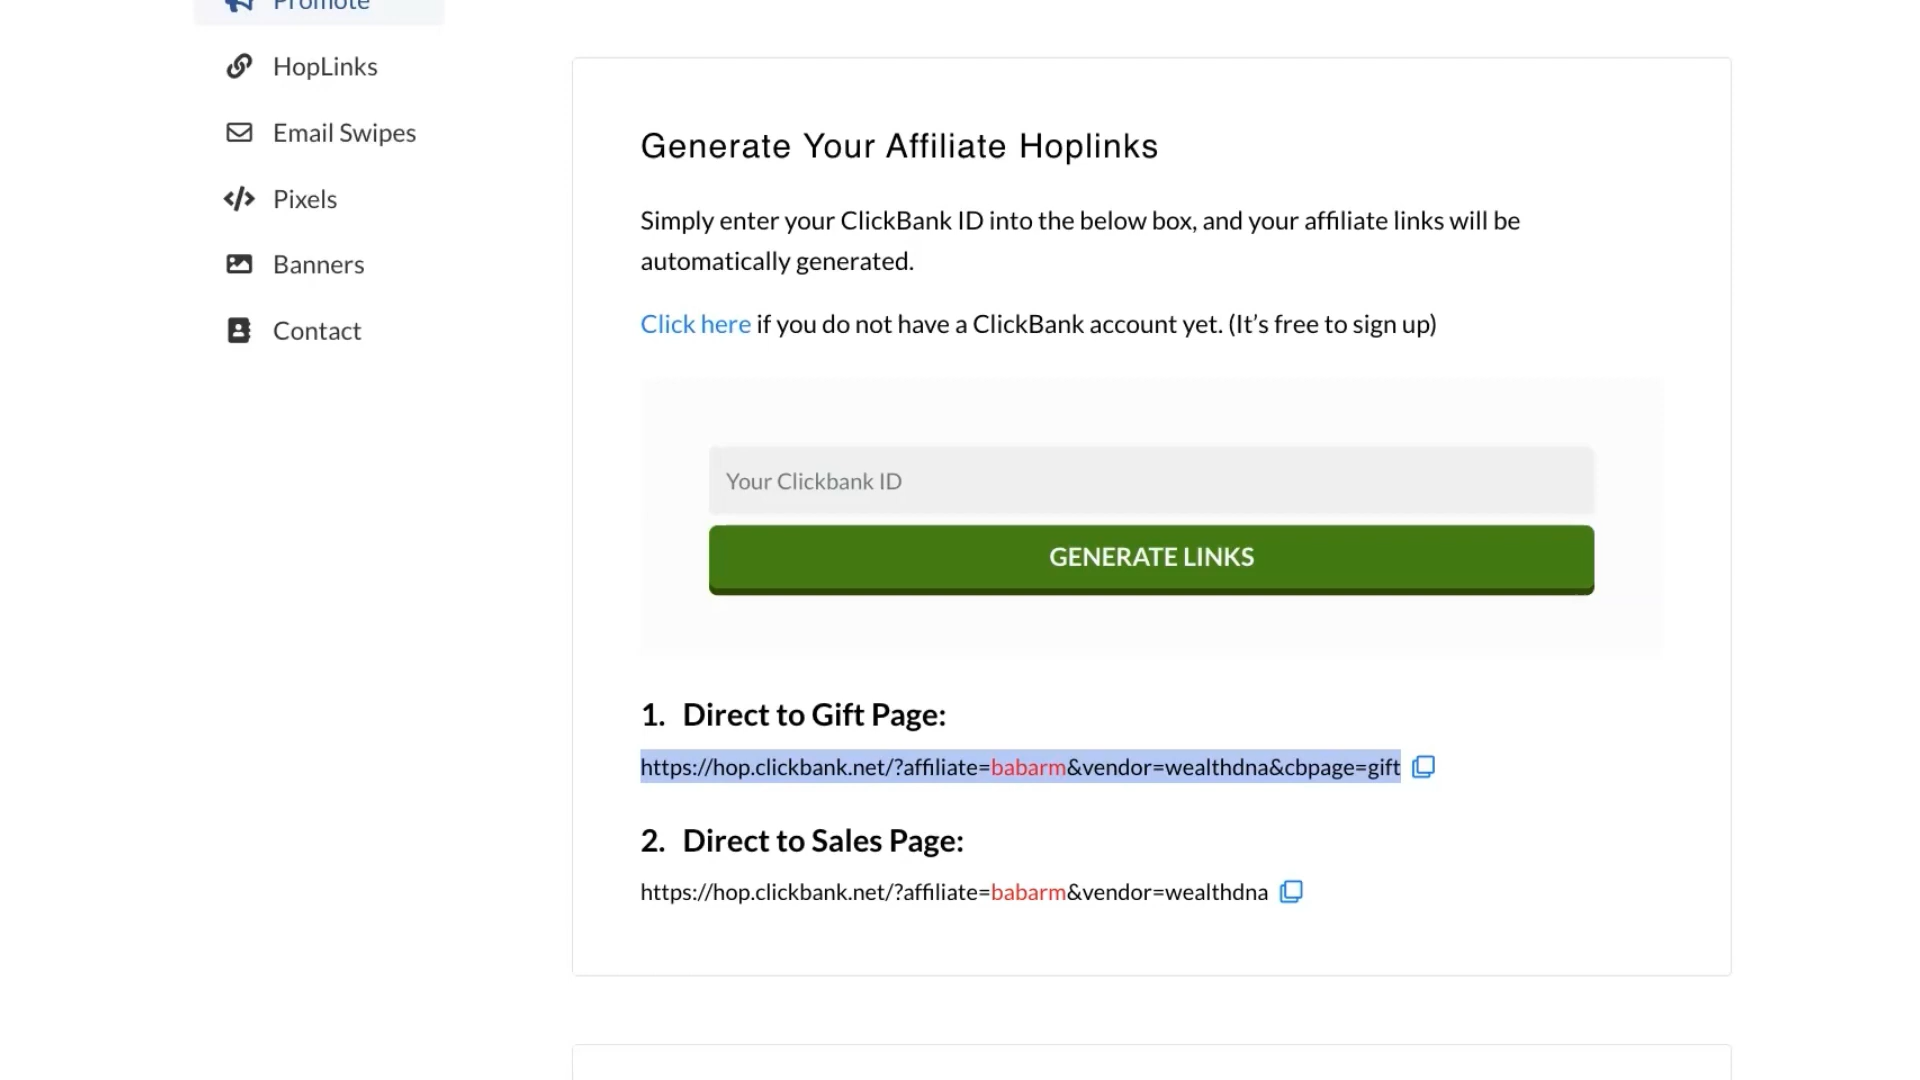 Promote
HopLinks
Email Swipes
Pixels
Banners
Contact
Generate Your Affiliate Hoplinks
Simply enter your ClickBank ID into the below box, and your affiliate links will be
automatically generated.
Click here if you do not have a ClickBank account yet. (It’s free to sign up)
Your Clickbank ID
GENERATE LINKS
1. Direct to Gift Page:
https://hop.clickbank.net/?affiliate=babarm&vendor=wealthdna&cbpage=gift
2. Direct to Sales Page:
https://hop.clickbank.net/?affiliate=babarm&vendor=wealthdna